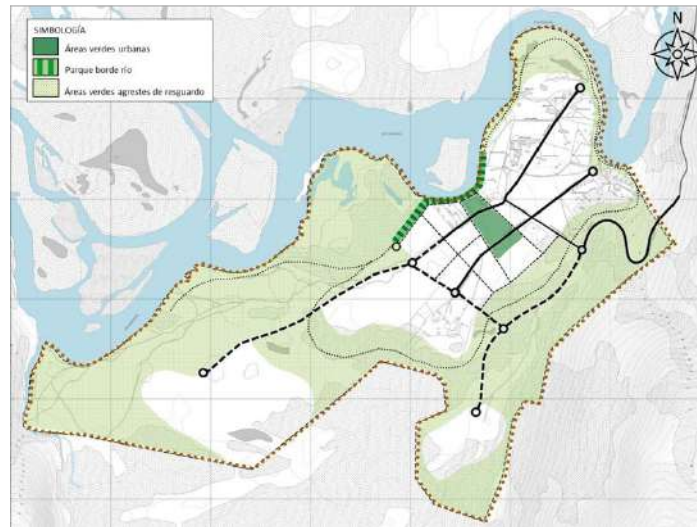 SIMBOLOGÍA
Áreas verdes urbanas
Parque borde río
Áreas verdes agrestes de resguardo
N